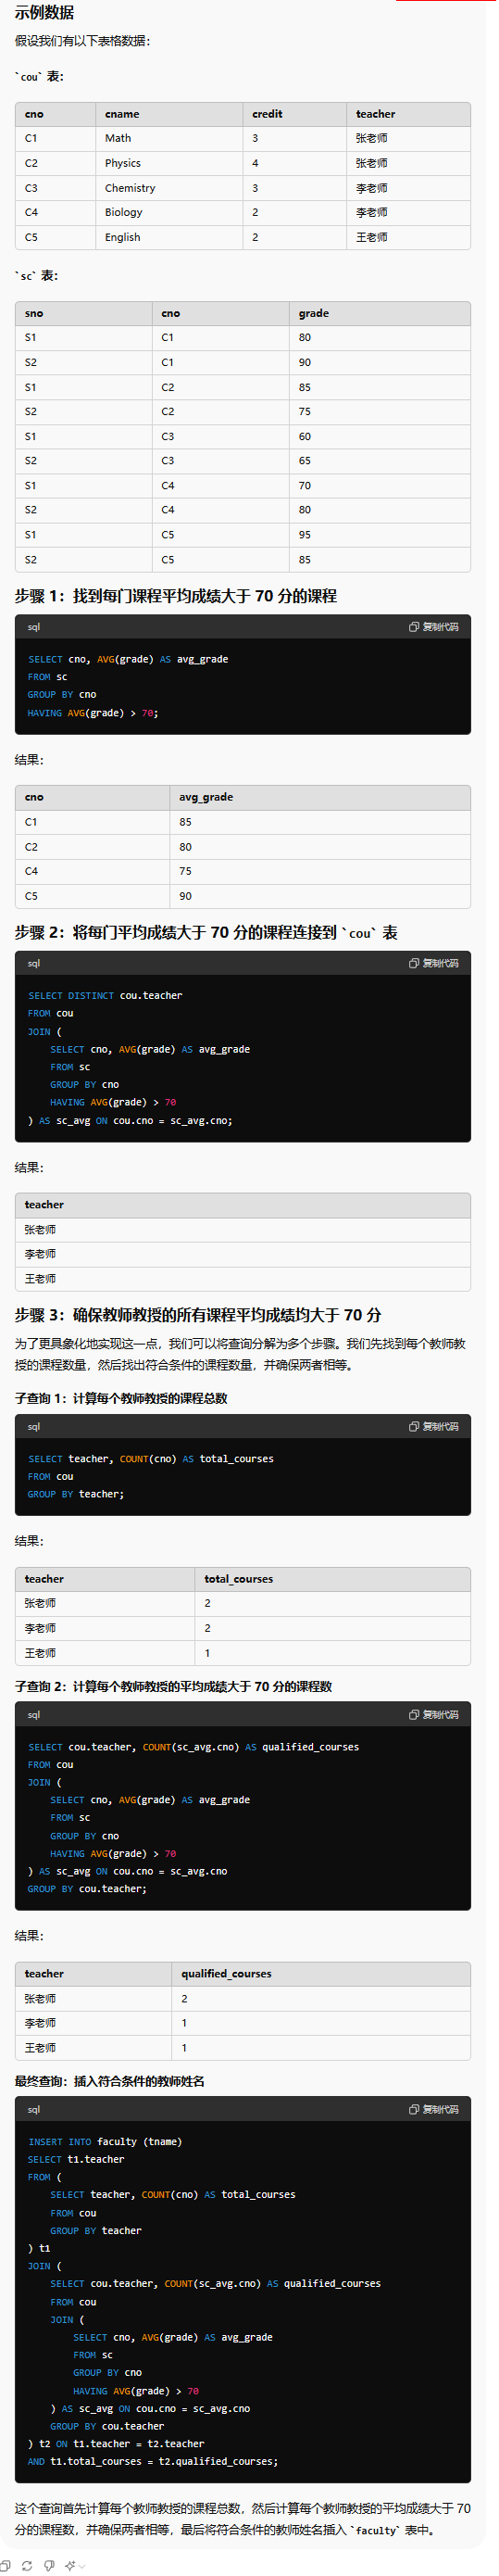 示例数据
假设我们有以下表格数据：
`cou` 表：
cno cname credit teacher
C1 Math 3 张老师
C2 Physics 4 张老师
C3 Chemistry 3 李老师
C4 Biology 2 李老师
C5 English 2 王老师
`sc` 表：
sno cno grade
S1 C1 80
S2 C1 90
S1 C2 85
S2 C2 75
S1 C3 60
S2 C3 65
S1 C4 70
S2 C4 80
S1 C5 95
S2 C5 85
步骤 1：找到每门课程平均成绩大于 70 分的课程
sql 复制代码
SELECT cno, AVG(grade) AS avg_grade
FROM sc
GROUP BY cno
HAVING AVG(grade) > 70;
结果：
cno avg_grade
C1 85
C2 80
C4 75
C5 90
步骤 2：将每门平均成绩大于 70 分的课程连接到 `cou` 表
sql 复制代码
SELECT DISTINCT cou.teacher
FROM cou
JOIN (
    SELECT cno, AVG(grade) AS avg_grade
    FROM sc
    GROUP BY cno
    HAVING AVG(grade) > 70
) AS sc_avg ON cou.cno = sc_avg.cno;
结果：
teacher
张老师
李老师
王老师
步骤 3：确保教师教授的所有课程平均成绩均大于 70 分
为了更具象化地实现这一点，我们可以将查询分解为多个步骤。我们先找到每个教师教
授的课程数量，然后找出符合条件的课程数量，并确保两者相等。
子查询 1：计算每个教师教授的课程总数
sql 复制代码
SELECT teacher, COUNT(cno) AS total_courses
FROM cou
GROUP BY teacher;
结果：
teacher total_courses
张老师 2
李老师 2
王老师 1
子查询 2：计算每个教师教授的平均成绩大于 70 分的课程数
sql 复制代码
SELECT cou.teacher, COUNT(sc_avg.cno) AS qualified_courses
FROM cou
JOIN (
    SELECT cno, AVG(grade) AS avg_grade
    FROM sc
    GROUP BY cno
    HAVING AVG(grade) > 70
) AS sc_avg ON cou.cno = sc_avg.cno
GROUP BY cou.teacher;
结果：
teacher qualified_courses
张老师 2
李老师 1
王老师 1
最终查询：插入符合条件的教师姓名
sql 复制代码
INSERT INTO faculty (tname)
SELECT t1.teacher
FROM (
    SELECT teacher, COUNT(cno) AS total_courses
    FROM cou
    GROUP BY teacher
) t1
JOIN (
    SELECT cou.teacher, COUNT(sc_avg.cno) AS qualified_courses
    FROM cou
    JOIN (
        SELECT cno, AVG(grade) AS avg_grade
        FROM sc
        GROUP BY cno
        HAVING AVG(grade) > 70
    ) AS sc_avg ON cou.cno = sc_avg.cno
    GROUP BY cou.teacher
) t2 ON t1.teacher = t2.teacher
AND t1.total_courses = t2.qualified_courses;
这个查询首先计算每个教师教授的课程总数，然后计算每个教师教授的平均成绩大于 70
分的课程数，并确保两者相等，最后将符合条件的教师姓名插入 `faculty` 表中。